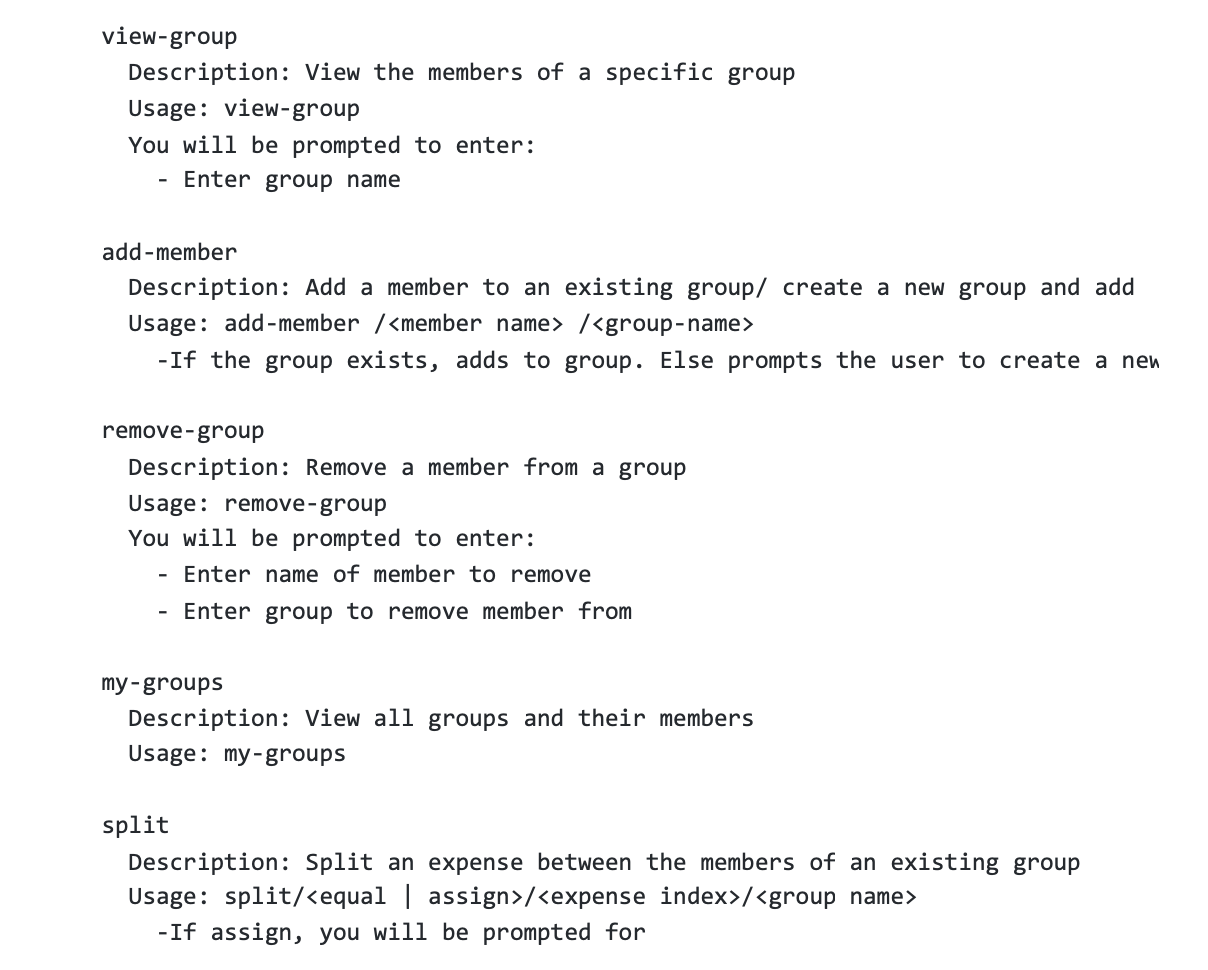 view-group
Description: View the members of a specific group
Usage: view-group
You will be prompted to enter:
- Enter group name
add-member
Description: Add a member to an existing group/ create a new group and add
Usage: add-member /<member name> /<group-name>
-If the group exists, adds to group. Else prompts the user to create a new
remove-group
Description: Remove a member from a group
Usage: remove-group
You will be prompted to enter:
- Enter name of member to remove
- Enter group to remove member from
my-groups
Description: View all groups and their members
Usage: my-groups
split
Description: Split an expense between the members of an existing group
Usage: split/<equal | assign>/<expense index>/<group name>
-If assign, you will be prompted for